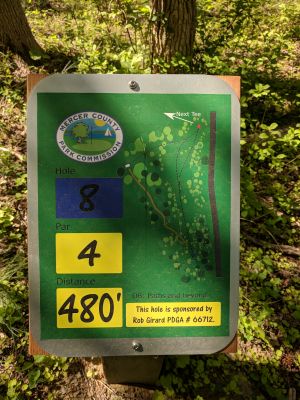 Next Tee
MERCER COUNTY
PARK COMMISSION
Hole
8
Par
4
Distance
480'
OB: Paths and beyond
This hole is sponsored by
Rob Girard PDGA # 66712.